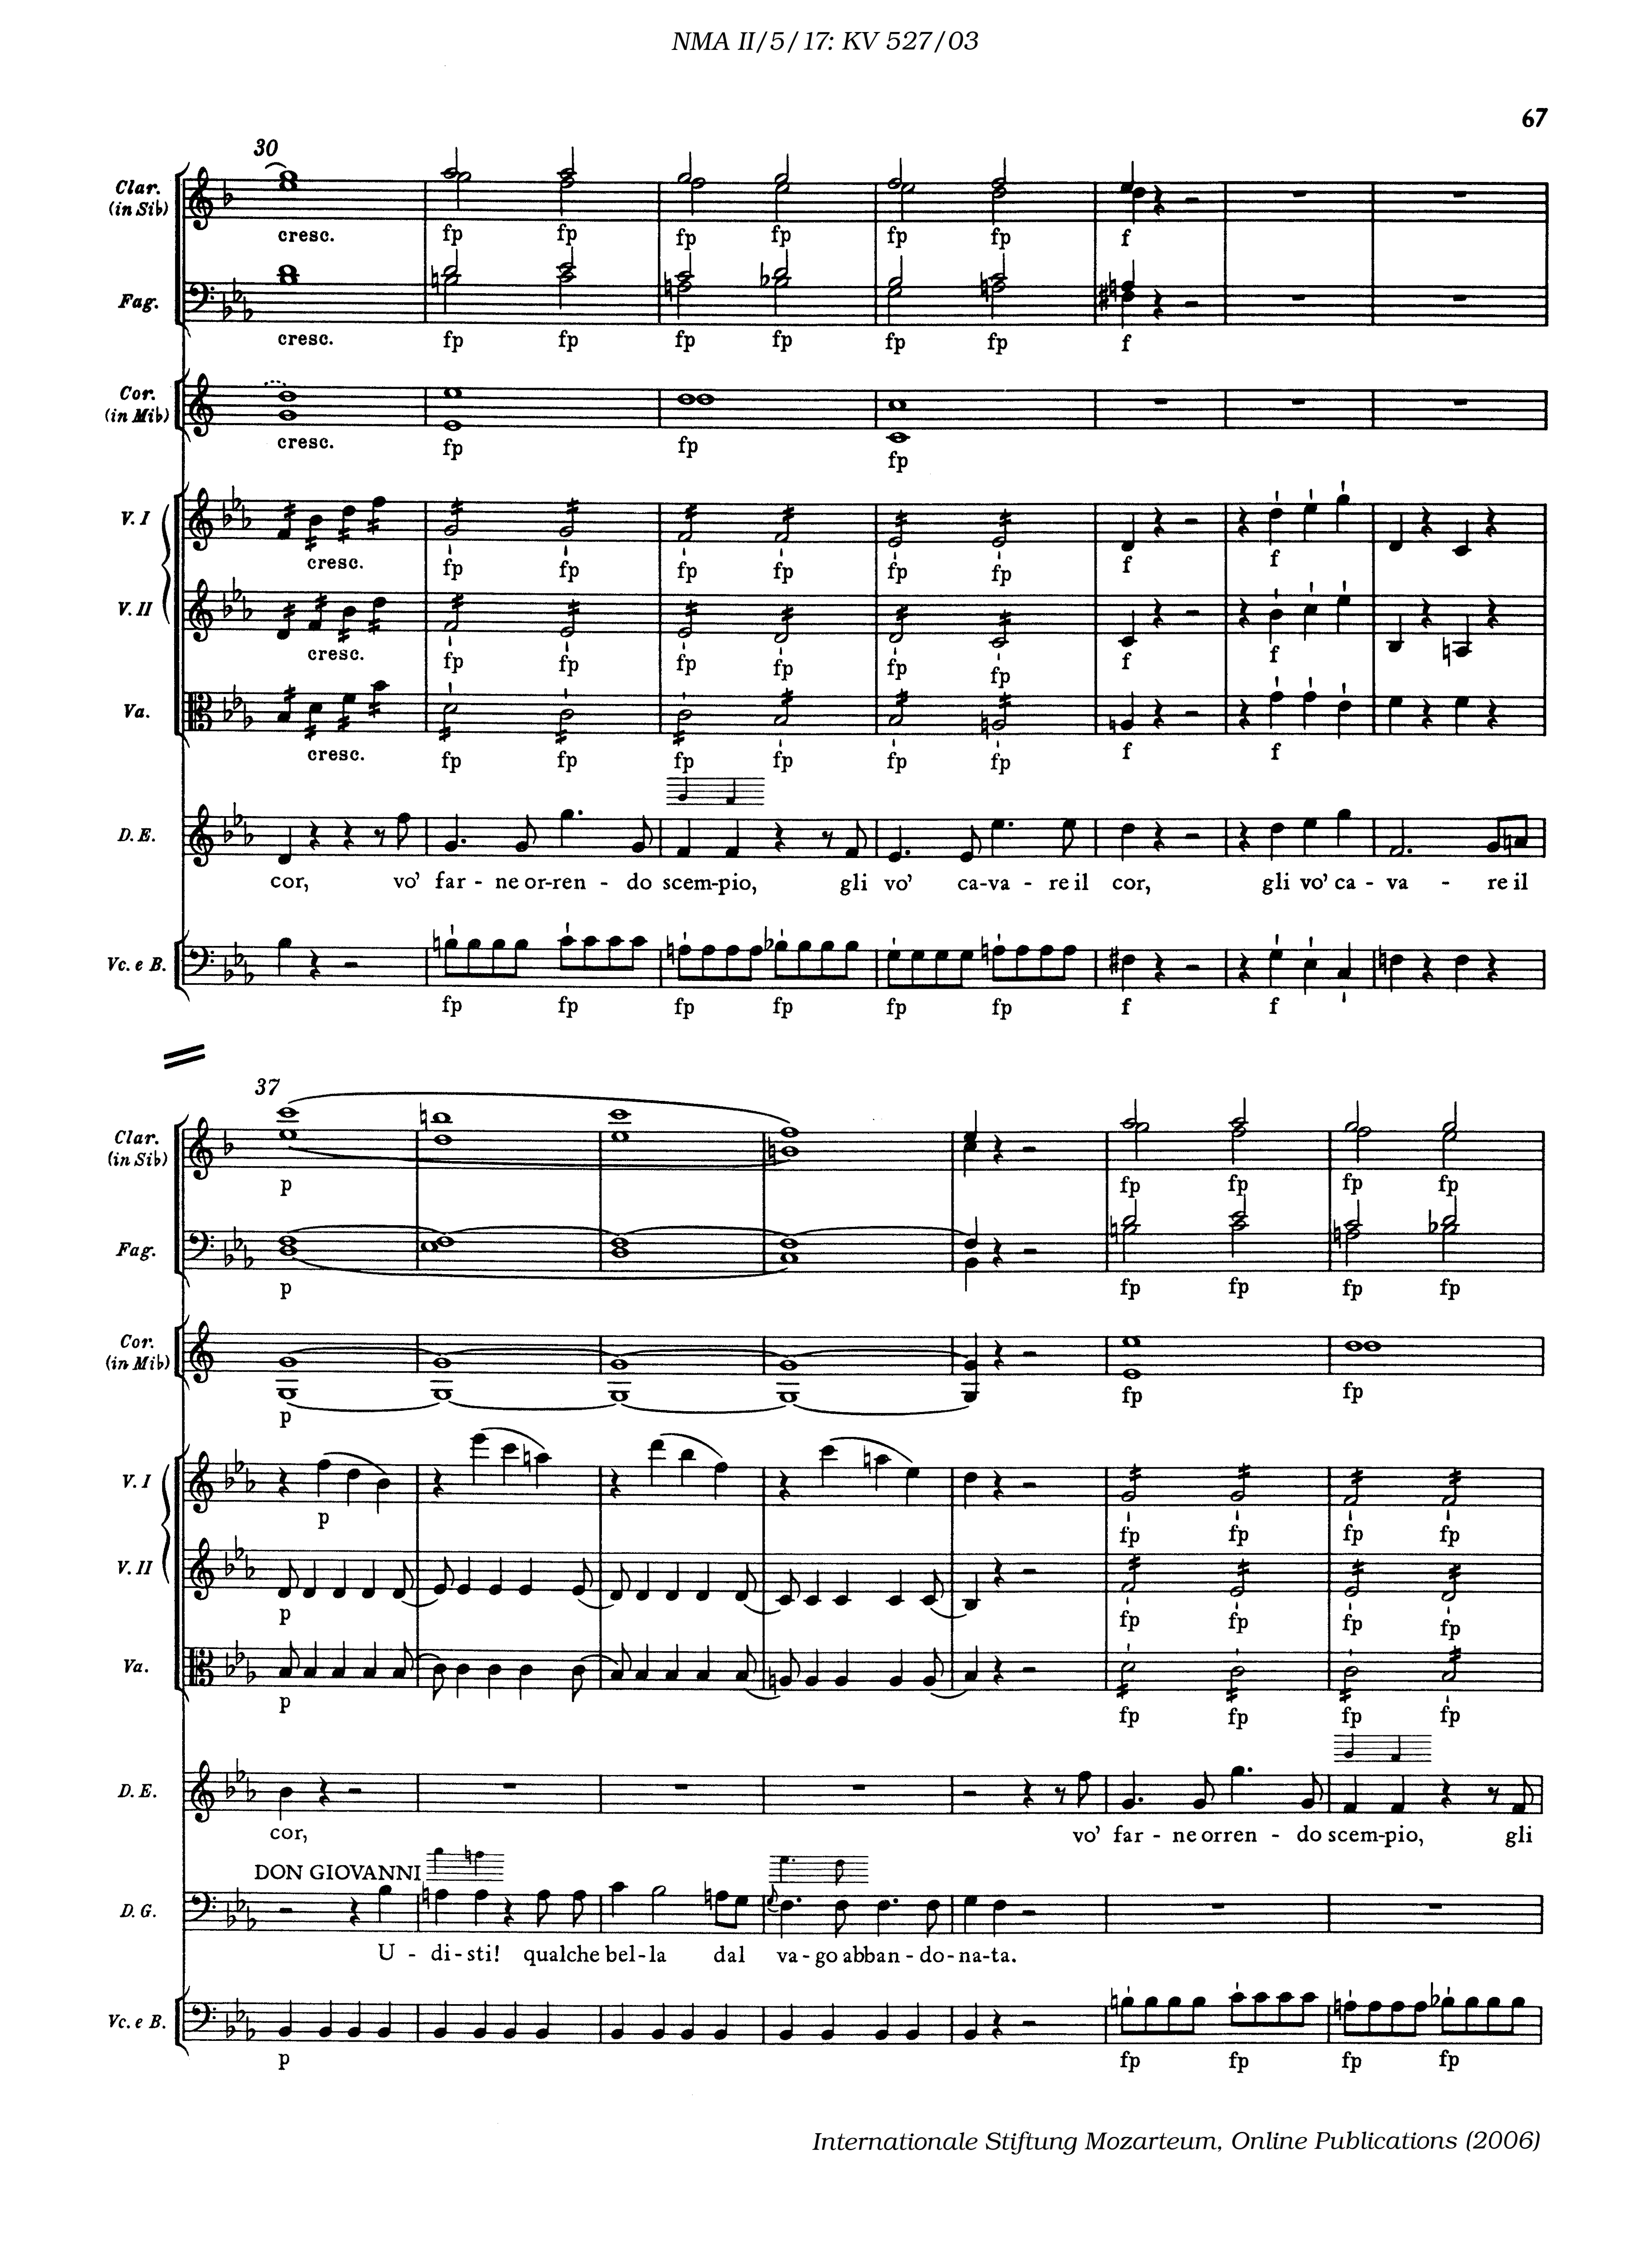 NMA II/5/17: KV 527/03
67
30
Clar.
(in Sib)
cresc. fp fp fp fp fp fp f
Fag.
cresc. fp fp fp fp fp fp f
Cor.
(in Mib)
cresc. fp fp fp
V. I
cresc. fp fp fp fp fp fp f f
V. II
cresc. fp fp fp fp fp fp f f
Va.
cresc. fp fp fp fp fp fp f f
D. E.
cor, vo' far - ne or-ren - do scem-pio, gli vo' ca-va - re il cor, gli vo' ca - va - re il
Vc. e B.
fp fp fp fp fp fp f f
37
Clar.
(in Sib)
p fp fp fp fp
Fag.
p fp fp fp fp
Cor.
(in Mib)
p fp fp
V. I
p fp fp fp fp
V. II
p fp fp fp fp
Va.
p fp fp fp fp
D. E.
cor, vo' far - ne orren - do scem-pio, gli
DON GIOVANNI
D. G.
U - di - sti! qualche bel - la dal va - go abban - do - na - ta.
Vc. e B.
p fp fp fp fp
Internationale Stiftung Mozarteum, Online Publications (2006)